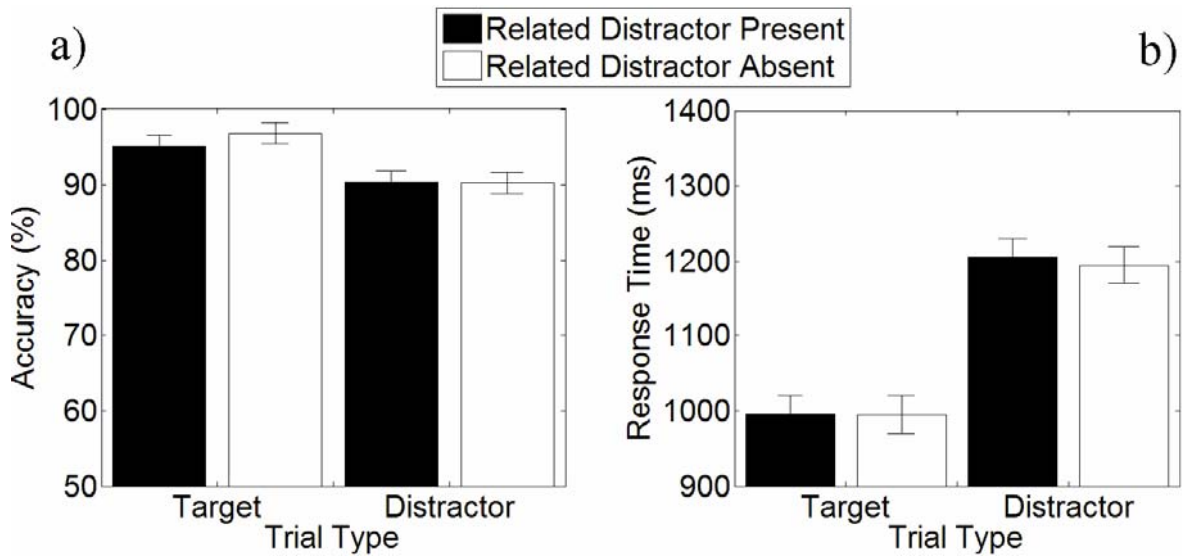 a)
Related Distractor Present
Related Distractor Absent
b)
Accuracy (%)
100
90
80
70
60
50
Target
Distractor
Trial Type
Response Time (ms)
1400
1300
1200
1100
1000
900
Target
Distractor
Trial Type